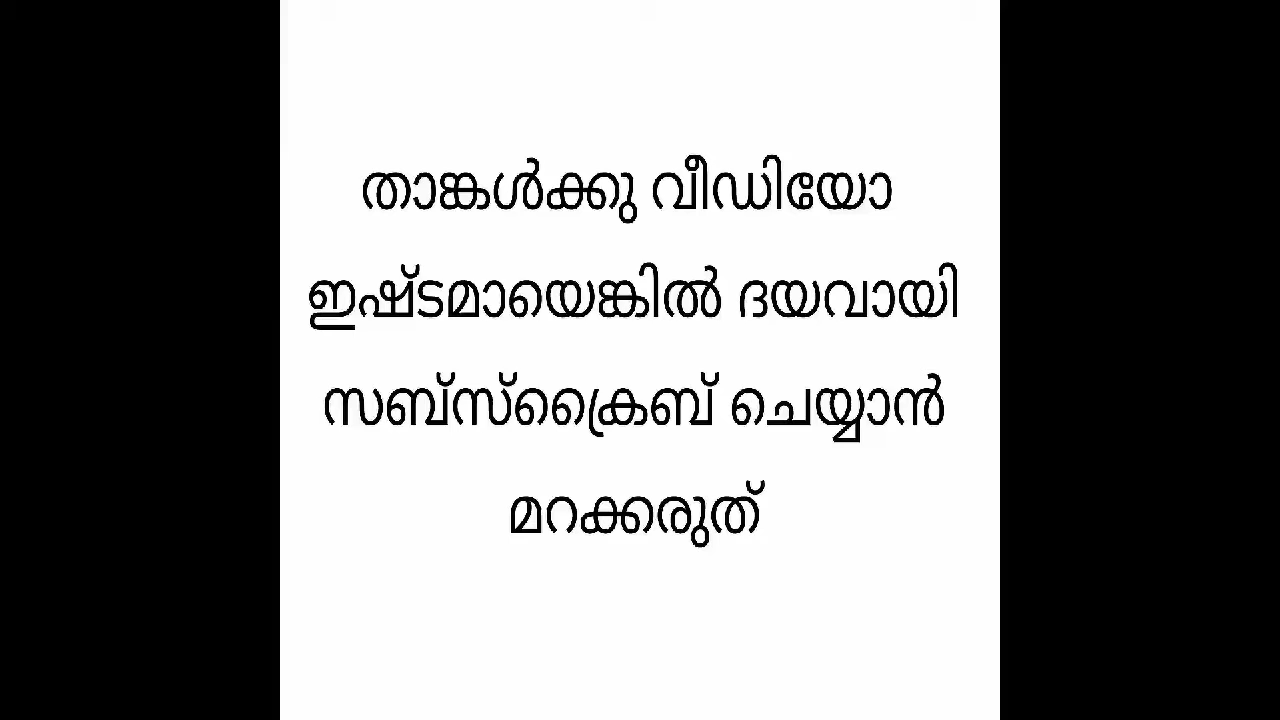 താങ്കൾക്കു വീഡിയോ
ഇഷ്ടമായെങ്കിൽ ദയവായി
സബ്സ്ക്രൈബ് ചെയ്യാൻ
മറക്കരുത്